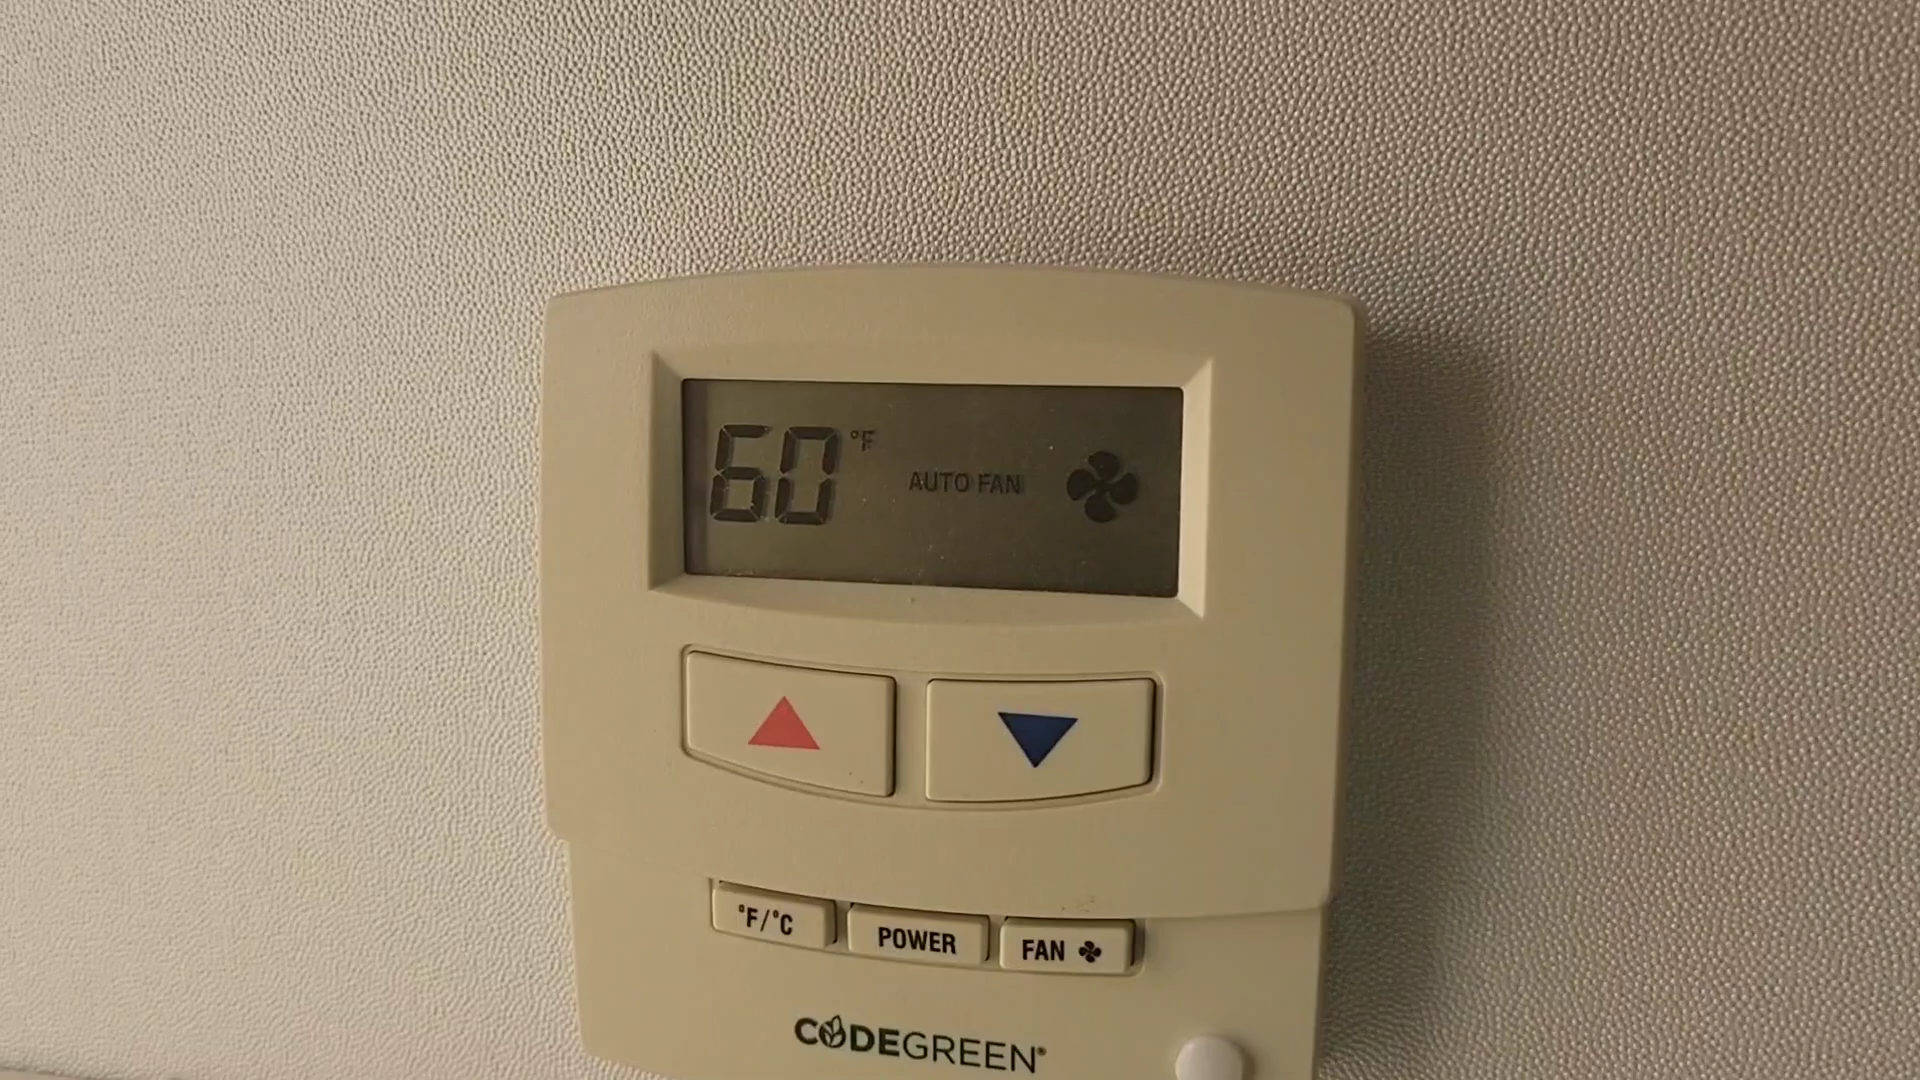 60 °F
AUTO FAN
°F/°C
POWER
FAN
CODEGREEN®